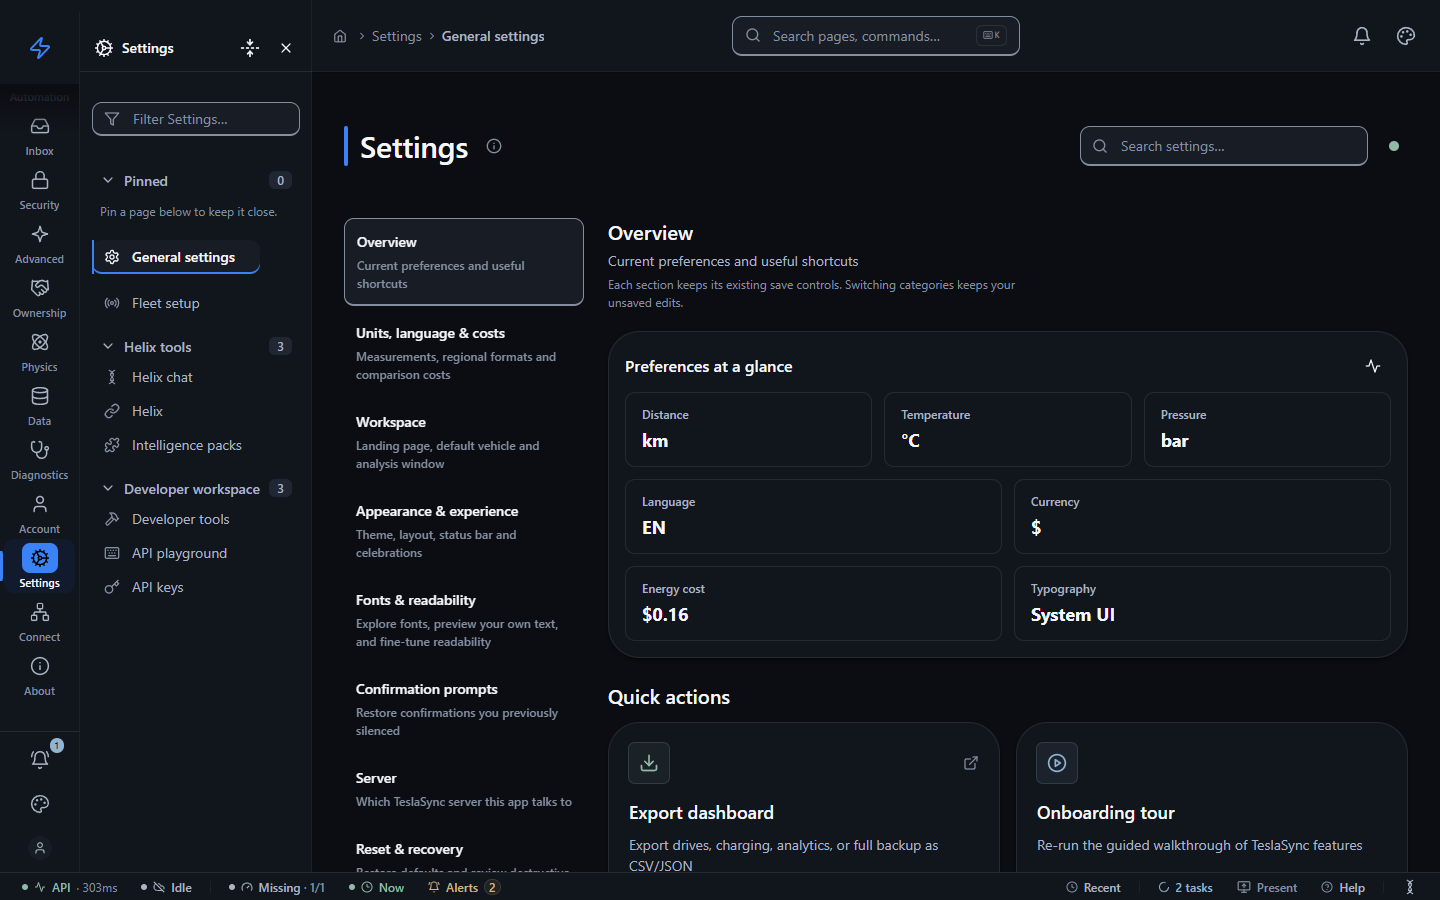 Settings
Settings
General settings
Search pages, commands...
K
Automation
Inbox
Security
Advanced
Ownership
Physics
Data
Diagnostics
Account
Settings
Connect
About
1
Filter Settings...
Pinned
0
Pin a page below to keep it close.
General settings
Fleet setup
Helix tools
3
Helix chat
Helix
Intelligence packs
Developer workspace
3
Developer tools
API playground
API keys
Settings
Search settings...
Overview
Current preferences and useful
shortcuts
Units, language & costs
Measurements, regional formats and
comparison costs
Workspace
Landing page, default vehicle and
analysis window
Appearance & experience
Theme, layout, status bar and
celebrations
Fonts & readability
Explore fonts, preview your own text,
and fine-tune readability
Confirmation prompts
Restore confirmations you previously
silenced
Server
Which TeslaSync server this app talks to
Reset & recovery
Restore defaults and review destructive
Overview
Current preferences and useful shortcuts
Each section keeps its existing save controls. Switching categories keeps your
unsaved edits.
Preferences at a glance
Distance
km
Temperature
°C
Pressure
bar
Language
EN
Currency
$
Energy cost
$0.16
Typography
System UI
Quick actions
Export dashboard
Export drives, charging, analytics, or full backup as
CSV/JSON
Onboarding tour
Re-run the guided walkthrough of TeslaSync features
API · 303ms
Idle
Missing · 1/1
Now
Alerts 2
Recent
2 tasks
Present
Help